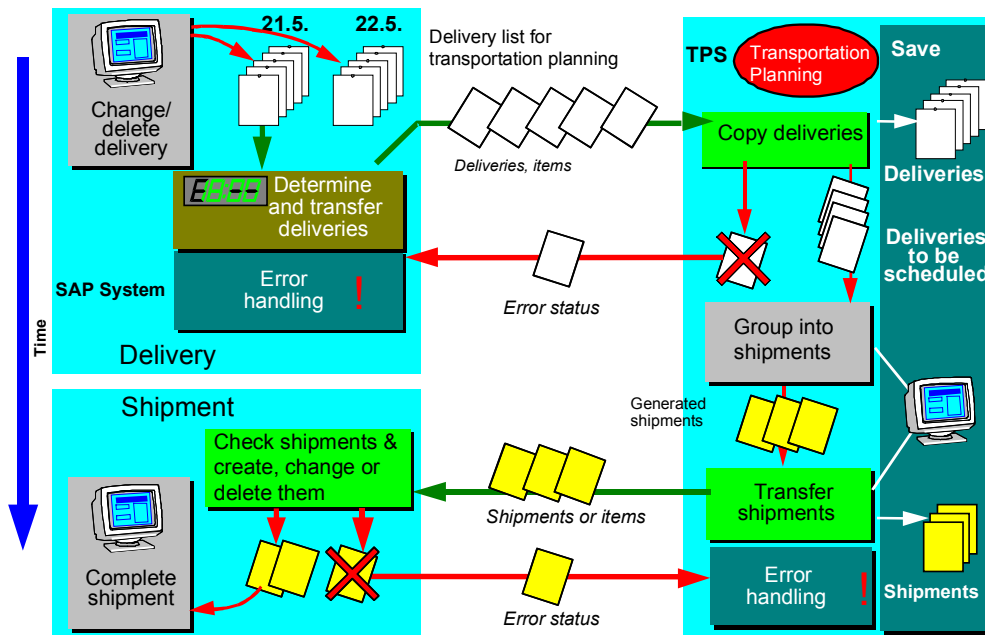 21.5.
22.5.
Change/
delete
delivery
Delivery list for
transportation planning
Deliveries, items
TPS
Transportation
Planning
Save
Copy deliveries
Deliveries
Determine
and transfer
deliveries
SAP System
Error
handling
!
Error status
Deliveries
to be
scheduled
Time
Delivery
Group into
shipments
Shipment
Generated
shipments
Check shipments &
create, change or
delete them
Shipments or items
Transfer
shipments
Complete
shipment
Error status
Error
handling
!
Shipments